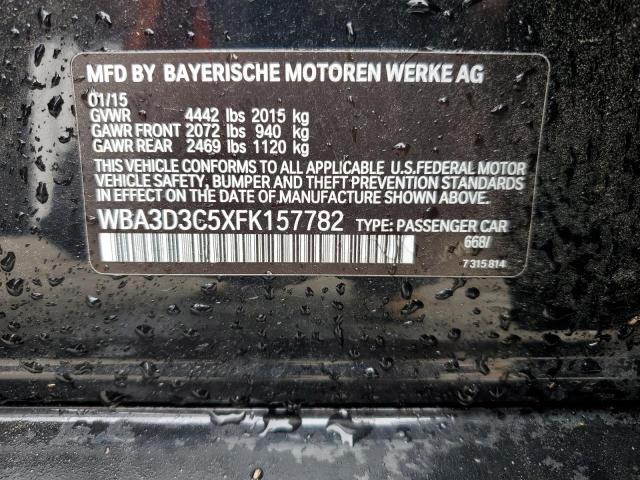 MFD BY BAYERISCHE MOTOREN WERKE AG
01/15
GVWR 4442 lbs 2015 kg
GAWR FRONT 2072 lbs 940 kg
GAWR REAR 2469 lbs 1120 kg
THIS VEHICLE CONFORMS TO ALL APPLICABLE U.S.FEDERAL MOTOR
VEHICLE SAFETY, BUMPER AND THEFT PREVENTION STANDARDS
IN EFFECT ON THE DATE OF MANUFACTURE SHOWN ABOVE.
WBA3D3C5XFK157782 TYPE: PASSENGER CAR
668/
7 315 814